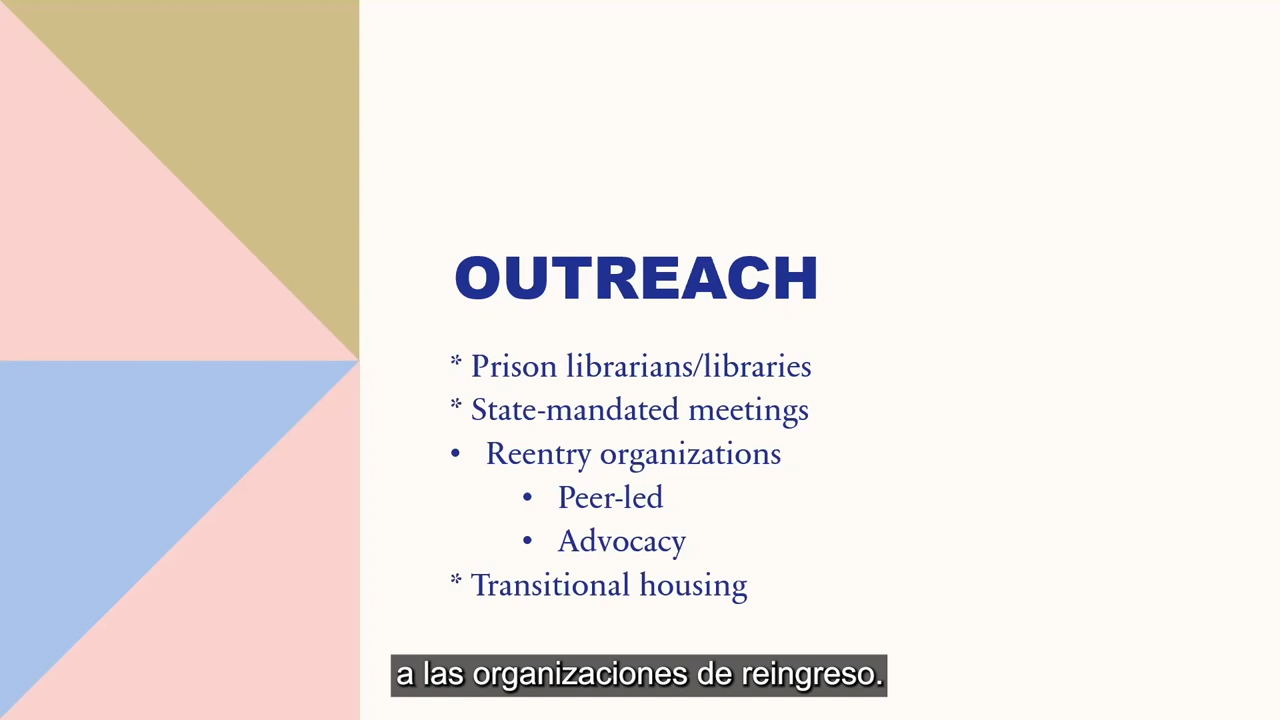 OUTREACH
* Prison librarians/libraries
* State-mandated meetings
• Reentry organizations
• Peer-led
• Advocacy
* Transitional housing
a las organizaciones de reingreso.